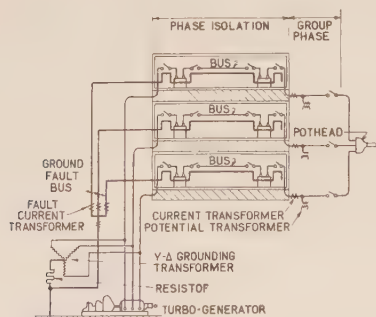 PHASE ISOLATION
GROUP
PHASE
BUS
BUS
BUS
POTHEAD
GROUND
FAULT
BUS
FAULT
CURRENT
TRANSFORMER
CURRENT TRANSFORMER
POTENTIAL TRANSFORMER
Y-Δ GROUNDING
TRANSFORMER
RESISTOF
TURBO-GENERATOR